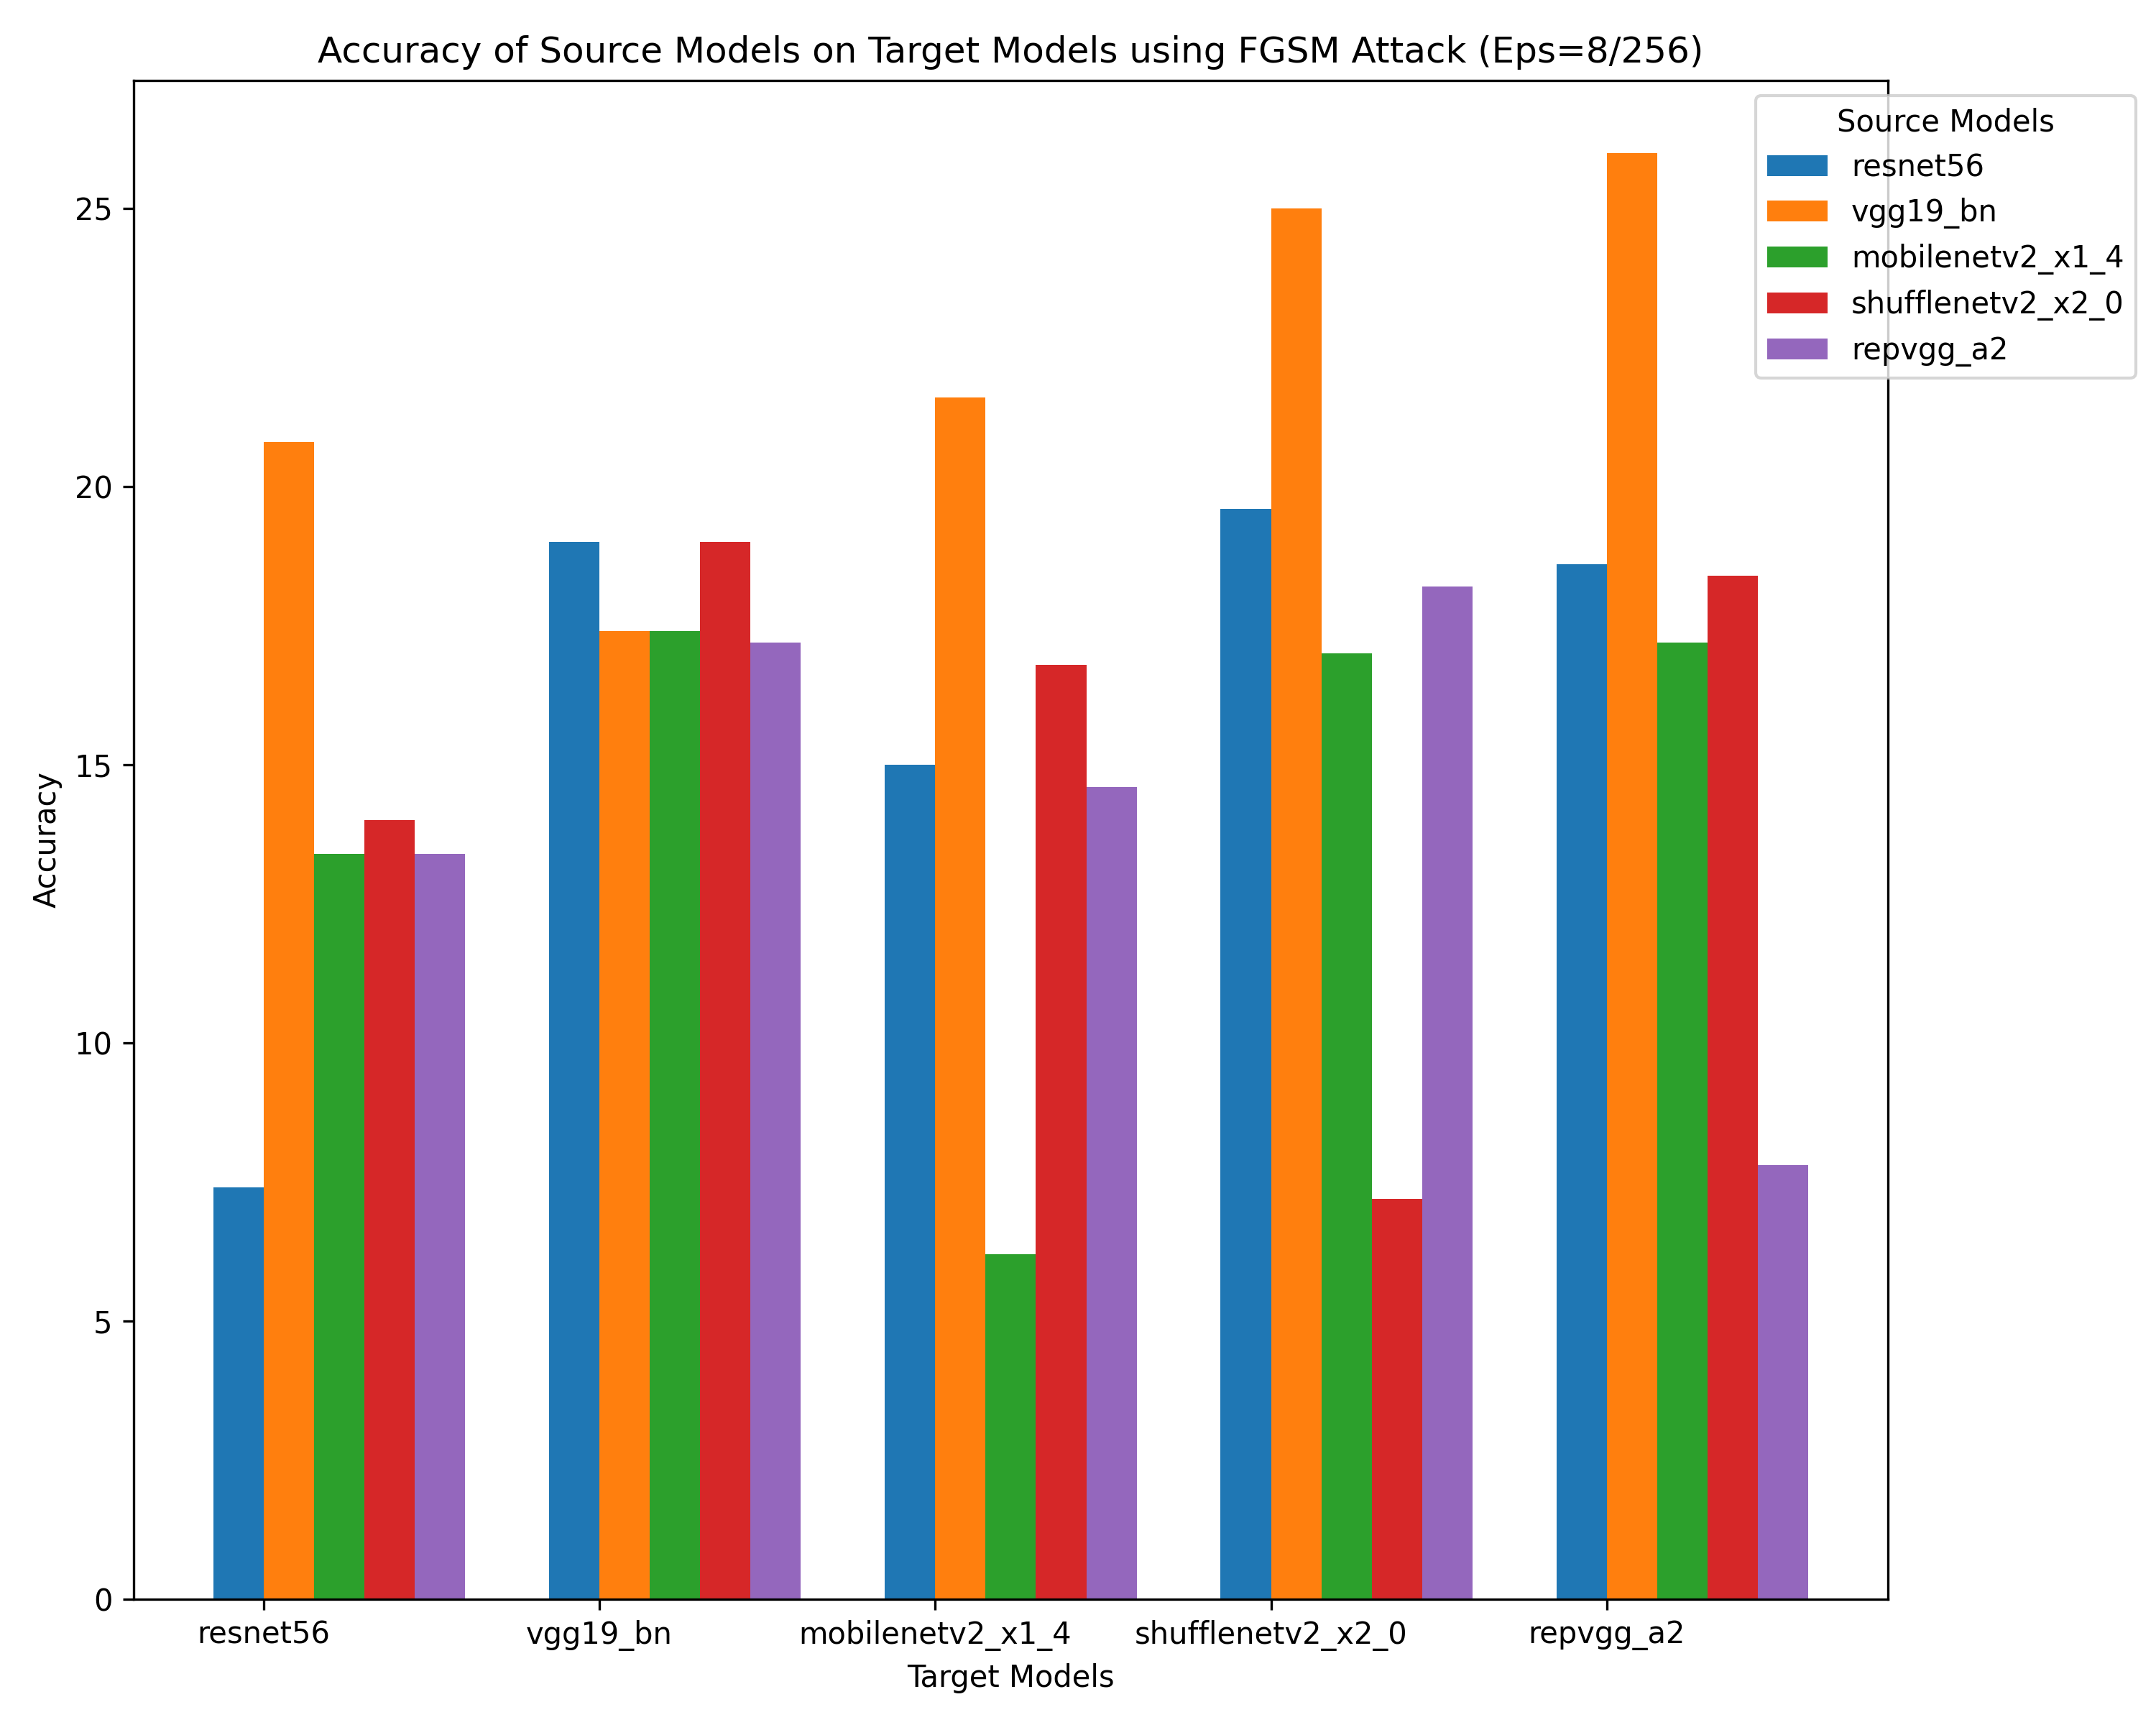 Accuracy of Source Models on Target Models using FGSM Attack (Eps=8/256)
Source Models
resnet56
vgg19_bn
mobilenetv2_x1_4
shufflenetv2_x2_0
repvgg_a2
Accuracy
25
20
15
10
5
0
resnet56 vgg19_bn mobilenetv2_x1_4 shufflenetv2_x2_0 repvgg_a2
Target Models